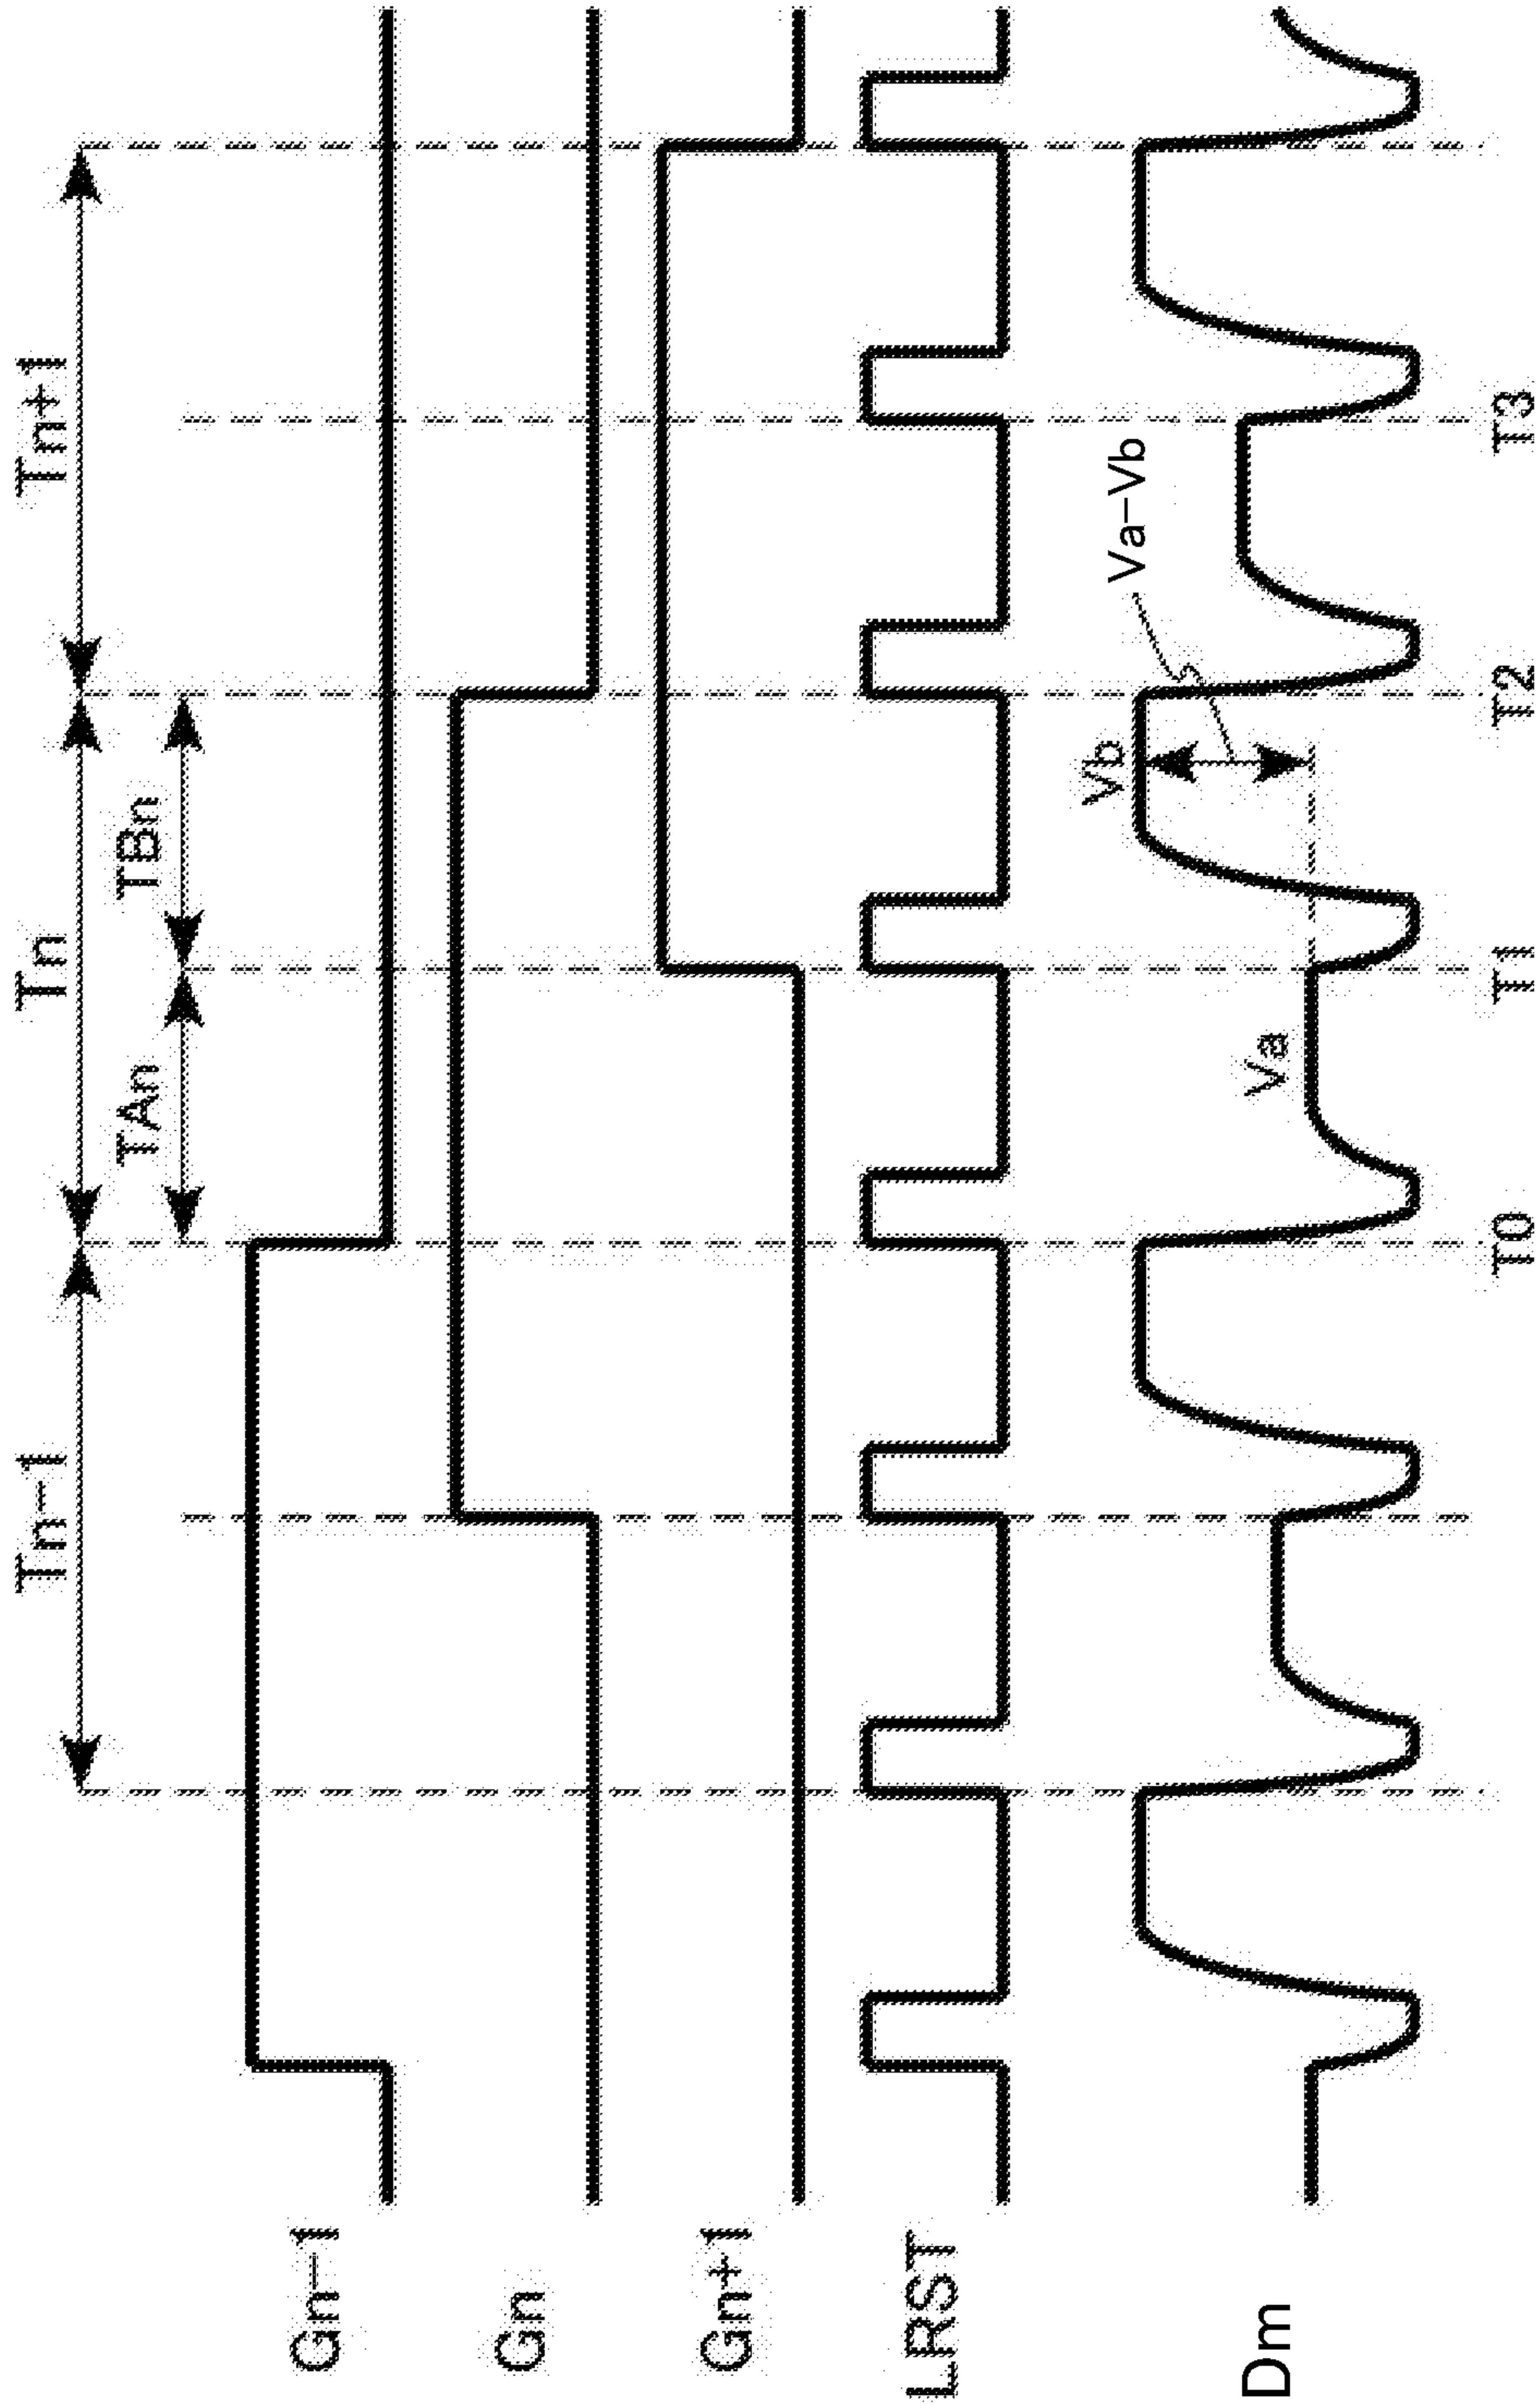 Tn-1
Tn
Tn+1
TAn
TBn
Gn-1
Gn
Gn+1
LRST
Dm
Va
Vb
Va-Vb
T0
T1
T2
T3